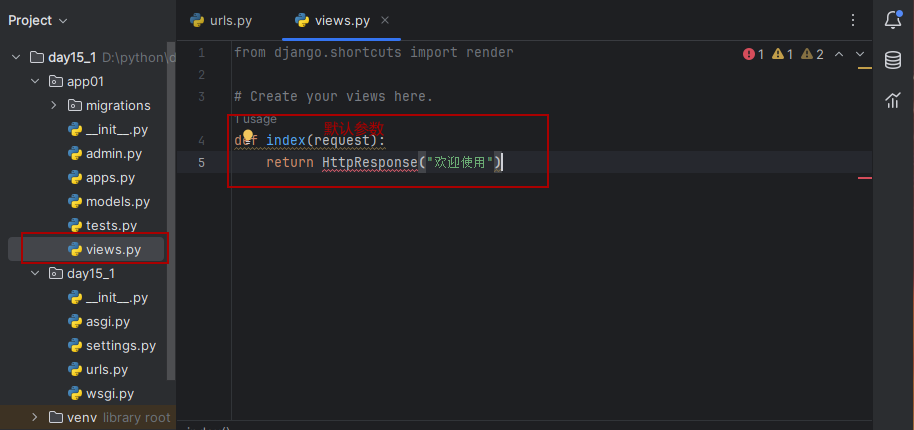 Project
urls.py
views.py
day15_1 D:\python\d
app01
migrations
__init__.py
admin.py
apps.py
models.py
tests.py
views.py
day15_1
__init__.py
asgi.py
settings.py
urls.py
wsgi.py
venv library root
1 from django.shortcuts import render
1 1 2
2
3 # Create your views here.
1 usage
默认参数
4 def index(request):
5 return HttpResponse("欢迎使用")